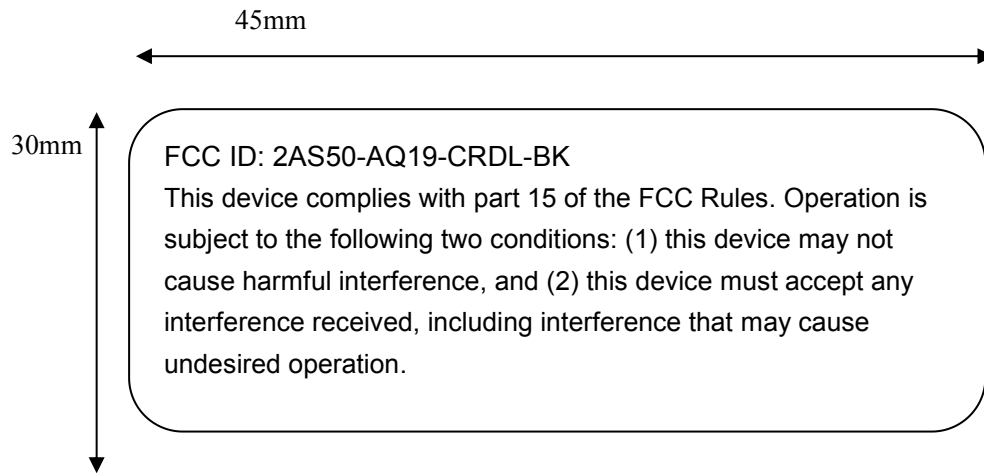 45mm
30mm
FCC ID: 2AS50-AQ19-CRDL-BK
This device complies with part 15 of the FCC Rules. Operation is
subject to the following two conditions: (1) this device may not
cause harmful interference, and (2) this device must accept any
interference received, including interference that may cause
undesired operation.